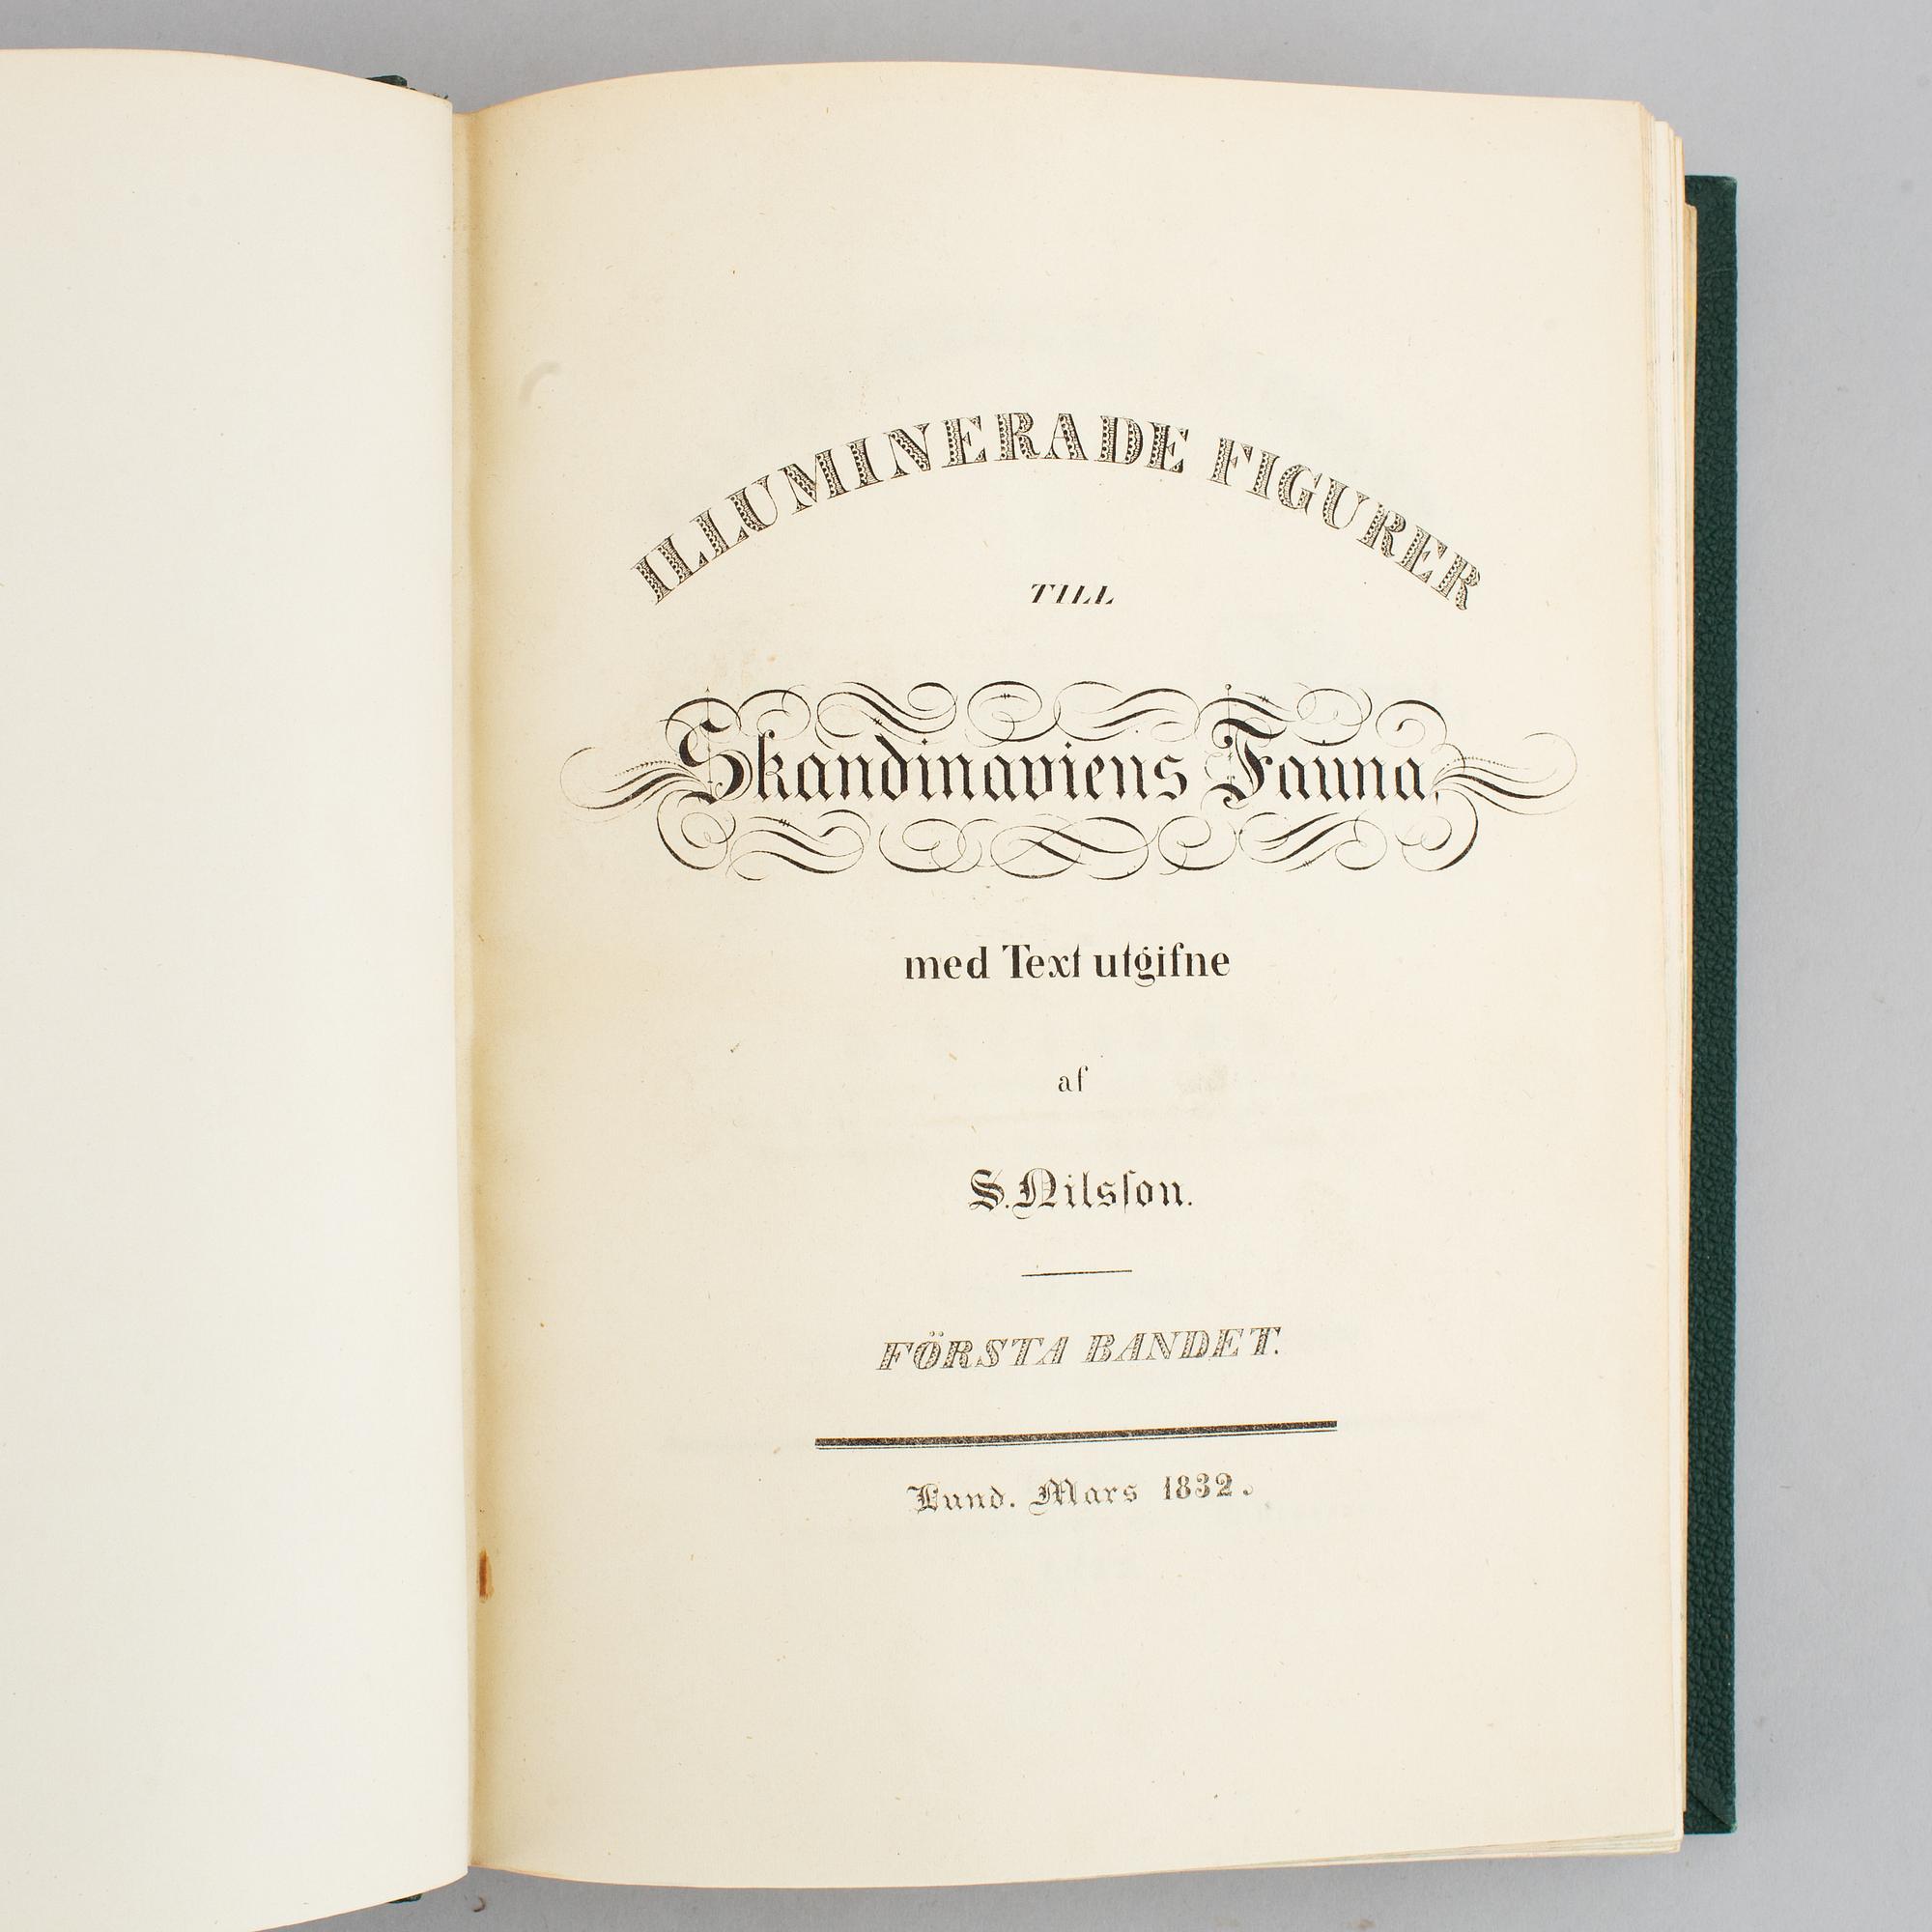 ILLUMINERADE FIGURER
TILL
Skandinaviens Fauna,
med Text utgifne
af
S. Nilsſon.
FÖRSTA BANDET.
Lund. Mars 1832.